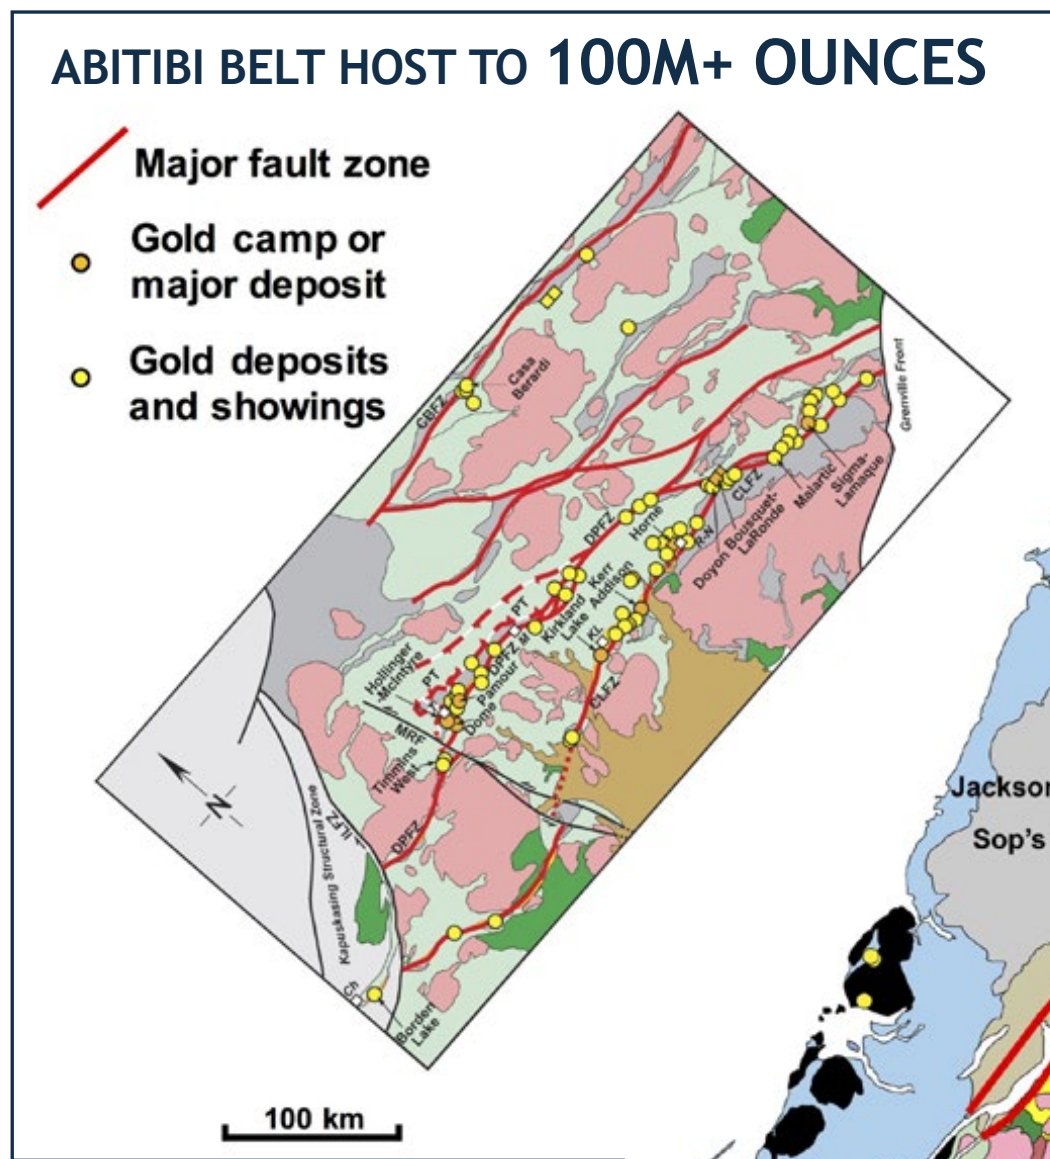 ABITIBI BELT HOST TO 100M+ OUNCES
Major fault zone
Gold camp or
major deposit
Gold deposits
and showings
Casa
Berardi
CBFZ
Grenville Front
Sigma-
Lamaque
Malartic
CLFZ
Bousquet-
LaRonde
Doyon
R-N
Horne
DPFZ
Kerr
Addison
Kirkland
Lake
KL
PT
M
DPFZ
Hollinger
-McIntyre
PT
Pamour
Dome
CLFZ
MRF
Timmins
West
DPFZ
ILFZ
Kapuskasing Structural Zone
N
Ch
Borden
Lake
100 km
Jackson
Sop's